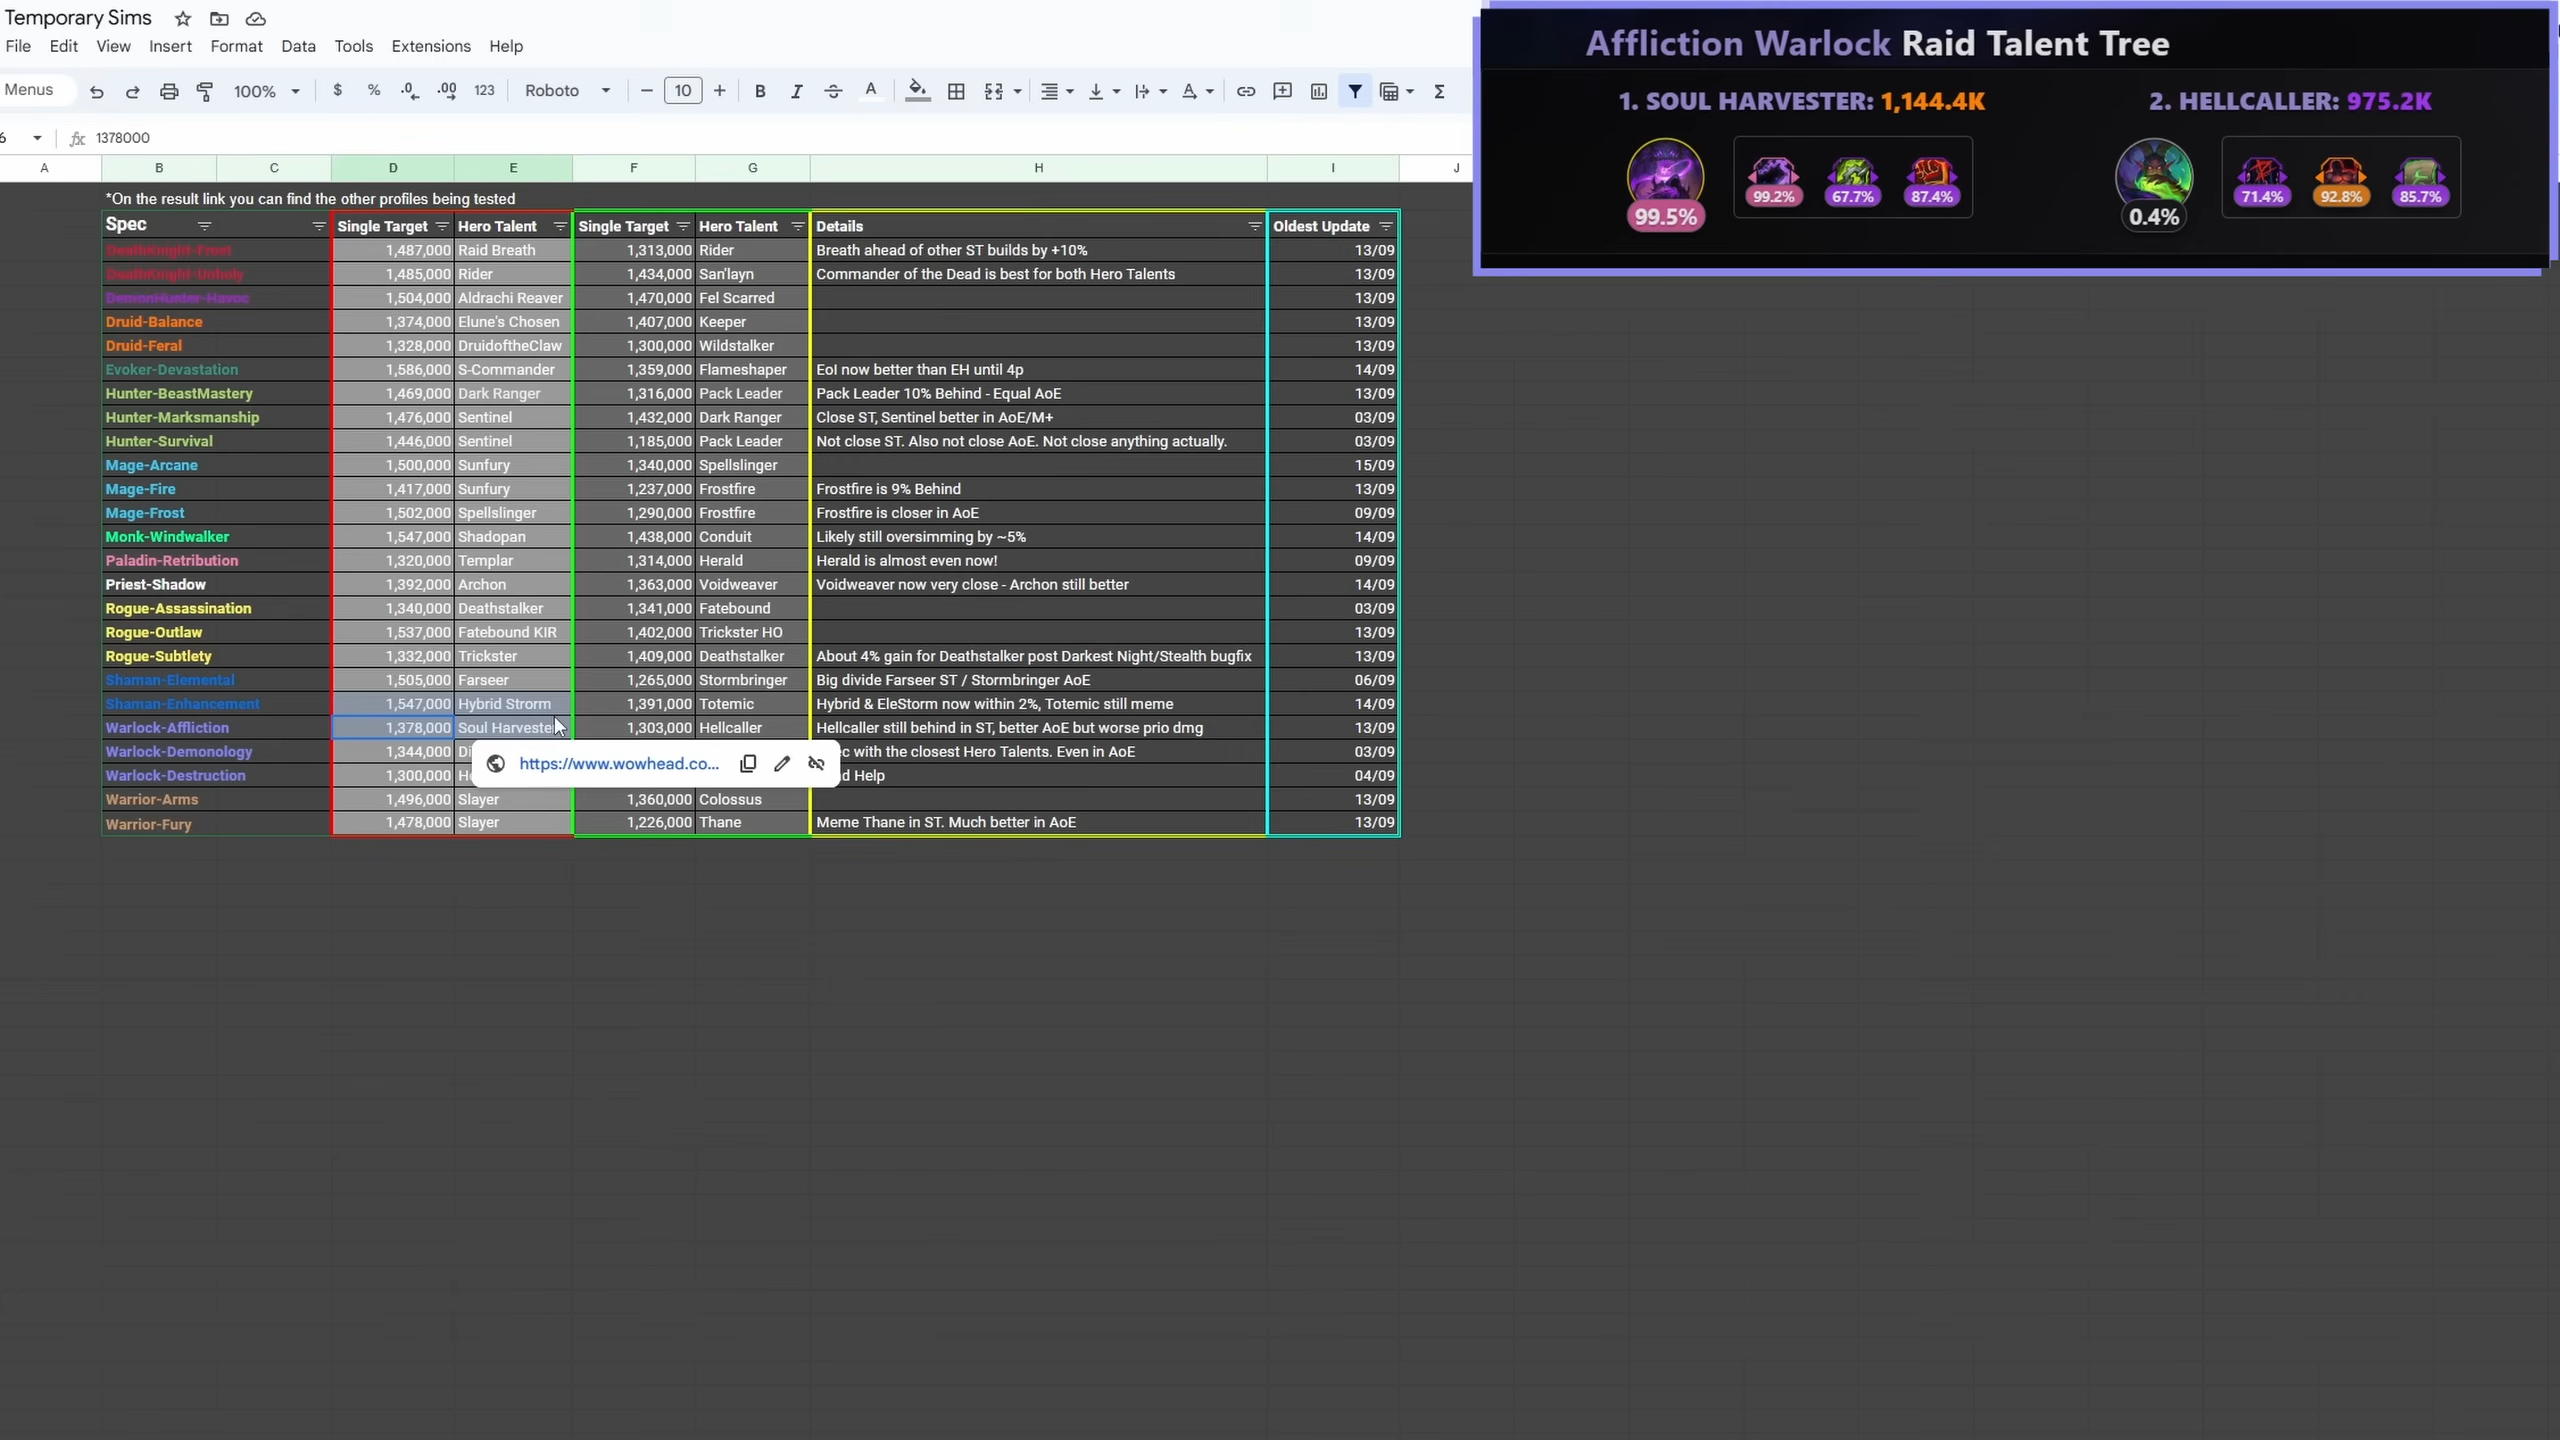 Temporary Sims
File Edit View Insert Format Data Tools Extensions Help
Menus 100% $ % .0 .00 123 Roboto 10 B I S A Σ
6 fx 1378000
A B C D E F G H I J
*On the result link you can find the other profiles being tested
Spec Single Target Hero Talent Single Target Hero Talent Details Oldest Update
DeathKnight-Frost 1,487,000 Raid Breath 1,313,000 Rider Breath ahead of other ST builds by +10% 13/09
DeathKnight-Unholy 1,485,000 Rider 1,434,000 San'layn Commander of the Dead is best for both Hero Talents 13/09
DemonHunter-Havoc 1,504,000 Aldrachi Reaver 1,470,000 Fel Scarred 13/09
Druid-Balance 1,374,000 Elune's Chosen 1,407,000 Keeper 13/09
Druid-Feral 1,328,000 DruidoftheClaw 1,300,000 Wildstalker 13/09
Evoker-Devastation 1,586,000 S-Commander 1,359,000 Flameshaper EoI now better than EH until 4p 14/09
Hunter-BeastMastery 1,469,000 Dark Ranger 1,316,000 Pack Leader Pack Leader 10% Behind - Equal AoE 13/09
Hunter-Marksmanship 1,476,000 Sentinel 1,432,000 Dark Ranger Close ST, Sentinel better in AoE/M+ 03/09
Hunter-Survival 1,446,000 Sentinel 1,185,000 Pack Leader Not close ST. Also not close AoE. Not close anything actually. 03/09
Mage-Arcane 1,500,000 Sunfury 1,340,000 Spellslinger 15/09
Mage-Fire 1,417,000 Sunfury 1,237,000 Frostfire Frostfire is 9% Behind 13/09
Mage-Frost 1,502,000 Spellslinger 1,290,000 Frostfire Frostfire is closer in AoE 09/09
Monk-Windwalker 1,547,000 Shadopan 1,438,000 Conduit Likely still oversimming by ~5% 14/09
Paladin-Retribution 1,320,000 Templar 1,314,000 Herald Herald is almost even now! 09/09
Priest-Shadow 1,392,000 Archon 1,363,000 Voidweaver Voidweaver now very close - Archon still better 14/09
Rogue-Assassination 1,340,000 Deathstalker 1,341,000 Fatebound 03/09
Rogue-Outlaw 1,537,000 Fatebound KIR 1,402,000 Trickster HO 13/09
Rogue-Subtlety 1,332,000 Trickster 1,409,000 Deathstalker About 4% gain for Deathstalker post Darkest Night/Stealth bugfix 13/09
Shaman-Elemental 1,505,000 Farseer 1,265,000 Stormbringer Big divide Farseer ST / Stormbringer AoE 06/09
Shaman-Enhancement 1,547,000 Hybrid Strorm 1,391,000 Totemic Hybrid & EleStorm now within 2%, Totemic still meme 14/09
Warlock-Affliction 1,378,000 Soul Harvester 1,303,000 Hellcaller Hellcaller still behind in ST, better AoE but worse prio dmg 13/09
Warlock-Demonology 1,344,000 Di with the closest Hero Talents. Even in AoE 03/09
https://www.wowhead.co...
Warlock-Destruction 1,300,000 Help 04/09
Warrior-Arms 1,496,000 Slayer 1,360,000 Colossus 13/09
Warrior-Fury 1,478,000 Slayer 1,226,000 Thane Meme Thane in ST. Much better in AoE 13/09
Affliction Warlock Raid Talent Tree
1. SOUL HARVESTER: 1,144.4K 2. HELLCALLER: 975.2K
99.2% 67.7% 87.4% 71.4% 92.8% 85.7%
99.5% 0.4%